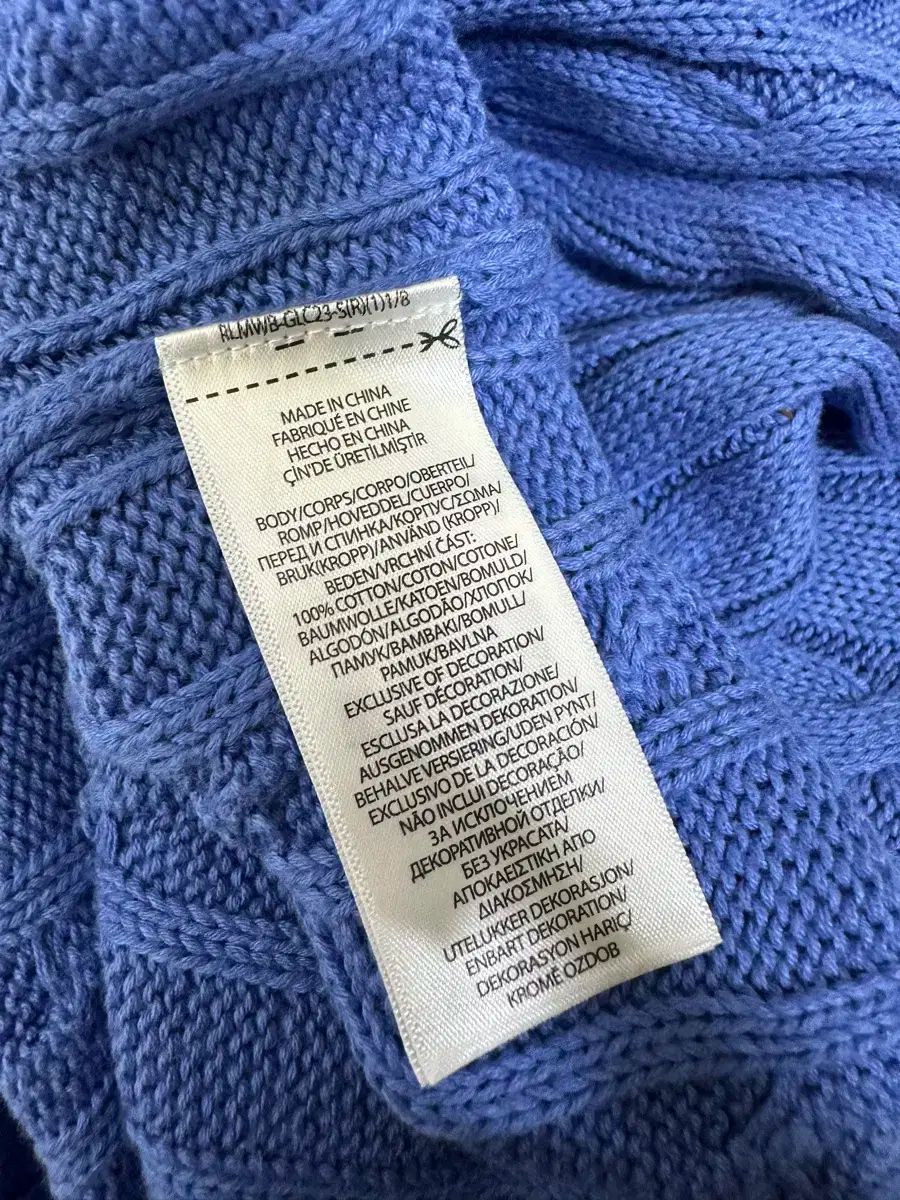 RLMWB-GLC23-S(R)(1)1/8
MADE IN CHINA
FABRIQUÉ EN CHINE
HECHO EN CHINA
ÇİN'DE ÜRETİLMİŞTİR
BODY/CORPS/CORPO/OBERTEIL/
ROMP/HOVEDDEL/CUERPO/
ПЕРЕД И СПИНКА/КОРПУС/ΣΩΜΑ/
BRUK(KROPP)/ANVÄND (KROPP)/
BEDEN/VRCHNÍ ČÁST:
100% COTTON/COTON/COTONE/
BAUMWOLLE/KATOEN/BOMULD/
ALGODÓN/ALGODÃO/ХЛОПОК/
ПАМУК/ΒΑΜΒΑΚΙ/BOMULL/
PAMUK/BAVLNA
EXCLUSIVE OF DECORATION/
SAUF DÉCORATION/
ESCLUSA LA DECORAZIONE/
AUSGENOMMEN DEKORATION/
BEHALVE VERSIERING/UDEN PYNT/
EXCLUSIVO DE LA DECORACIÓN/
NÃO INCLUI DECORAÇÃO/
ЗА ИСКЛЮЧЕНИЕМ
ДЕКОРАТИВНОЙ ОТДЕЛКИ/
БЕЗ УКРАСАТА/
ΑΠΟΚΛΕΙΣΤΙΚΗ ΑΠΟ
ΔΙΑΚΟΣΜΗΣΗ/
UTELUKKER DEKORASJON/
ENBART DEKORATION/
DEKORASYON HARIÇ/
KROMĚ OZDOB